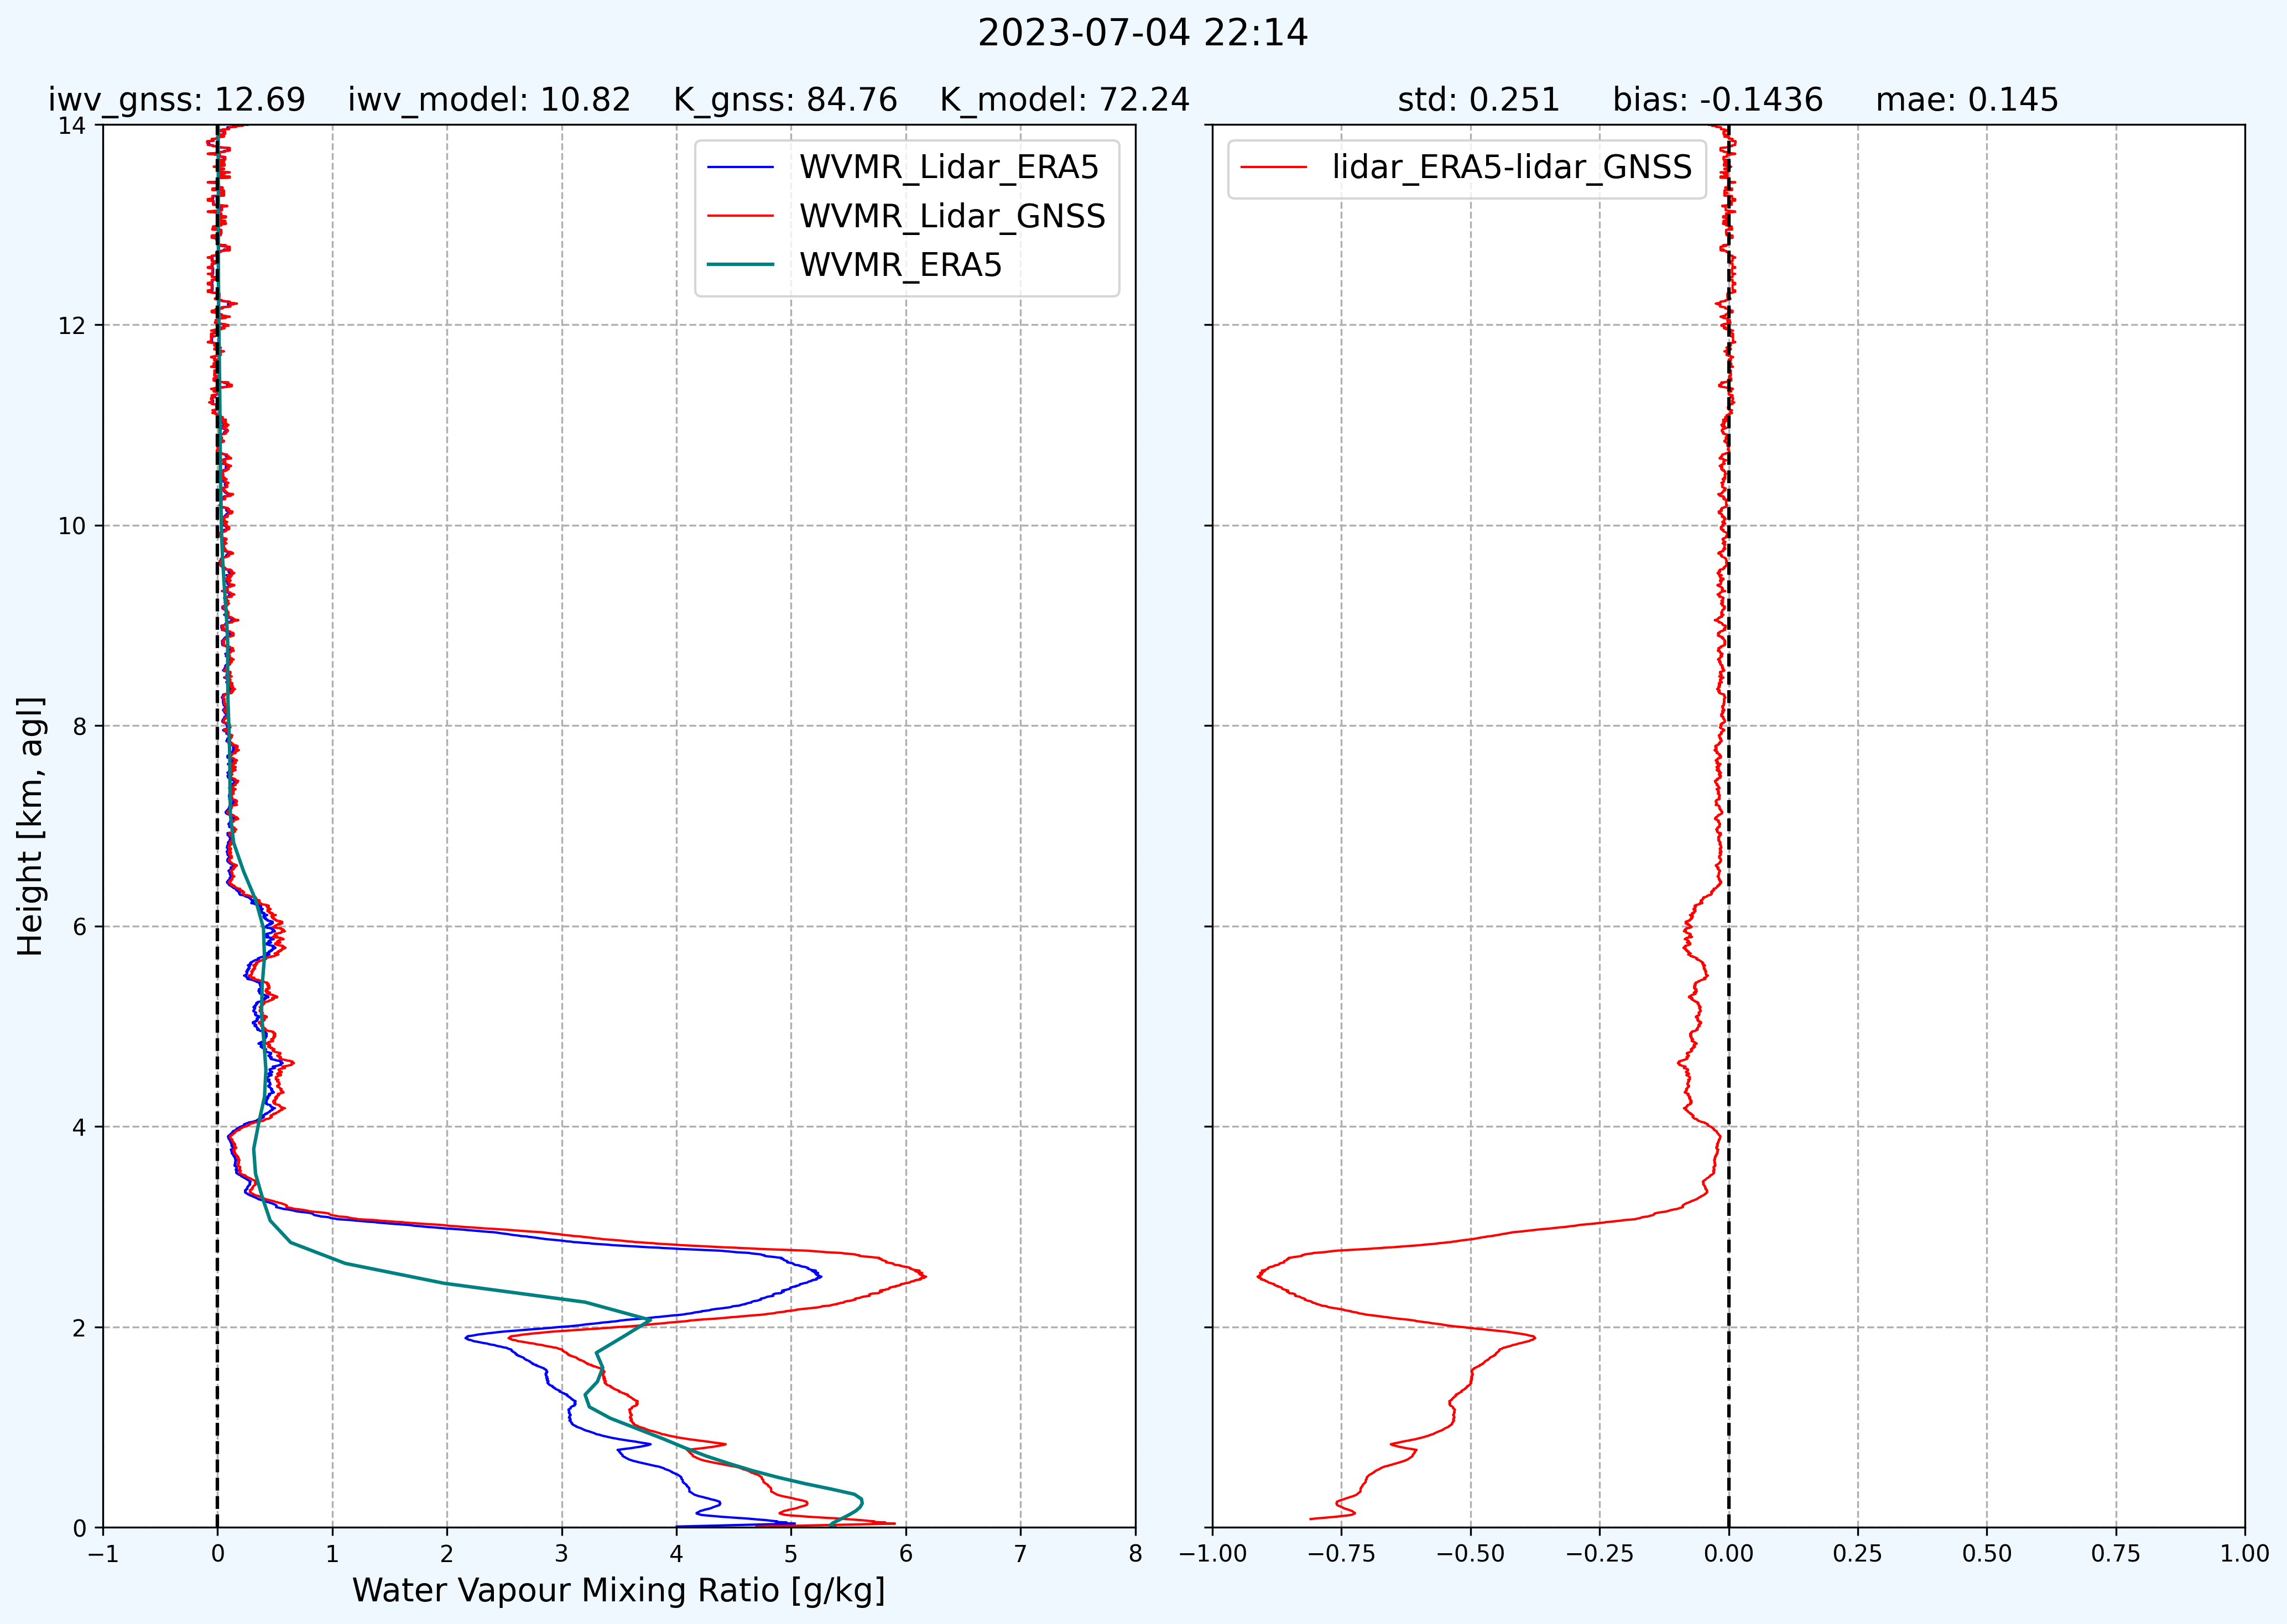 2023-07-04 22:14
iwv_gnss: 12.69 iwv_model: 10.82 K_gnss: 84.76 K_model: 72.24
std: 0.251 bias: -0.1436 mae: 0.145
WVMR_Lidar_ERA5
WVMR_Lidar_GNSS
WVMR_ERA5
lidar_ERA5-lidar_GNSS
Height [km, agl]
14
12
10
8
6
4
2
0
−1 0 1 2 3 4 5 6 7 8
Water Vapour Mixing Ratio [g/kg]
−1.00 −0.75 −0.50 −0.25 0.00 0.25 0.50 0.75 1.00